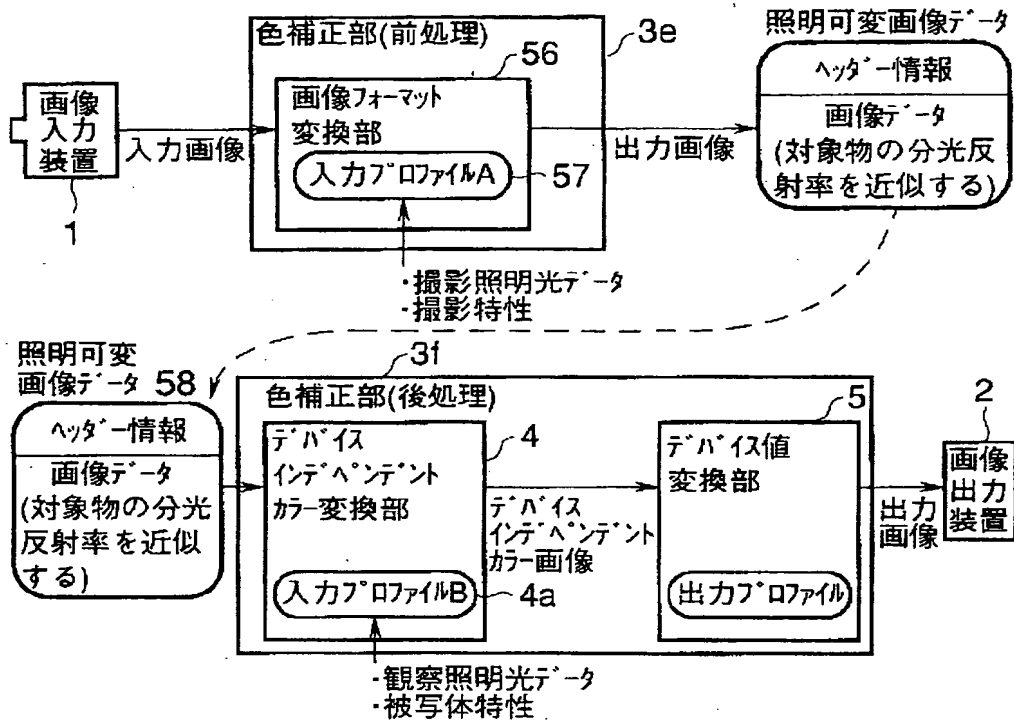 色補正部(前処理)
3e
照明可変画像データ
56
ヘッダー情報
画像
入力
装置
1
入力画像
画像フォーマット
変換部
入力プロファイルA
57
出力画像
画像データ
(対象物の分光反
射率を近似する)
・撮影照明光データ
・撮影特性
照明可変
画像データ 58
3f
色補正部(後処理)
ヘッダー情報
画像データ
(対象物の分光
反射率を近似
する)
デバイス
インデペンデント
カラー変換部
4
入力プロファイルB
4a
デバイス
インデペンデント
カラー画像
5
デバイス値
変換部
出力プロファイル
出力
画像
2
画像
出力
装置
・観察照明光データ
・被写体特性